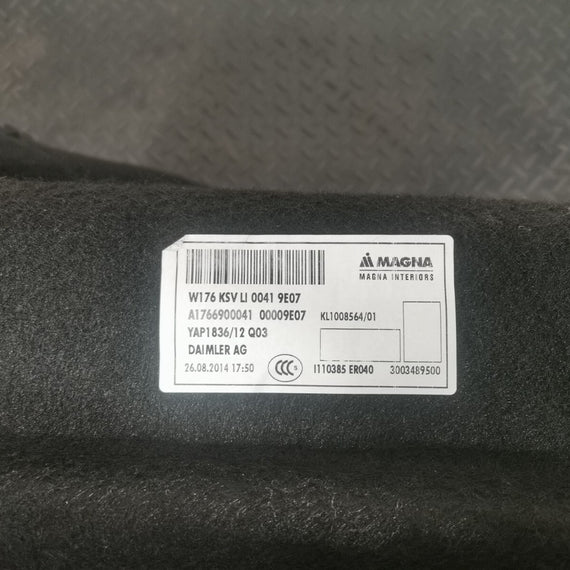 MAGNA
MAGNA INTERIORS
W176 KSV LI 0041 9E07
A1766900041 00009E07 KL1008564/01
YAP1836/12 Q03
DAIMLER AG
26.08.2014 17:50 CCC S I110385 ER040 3003489500